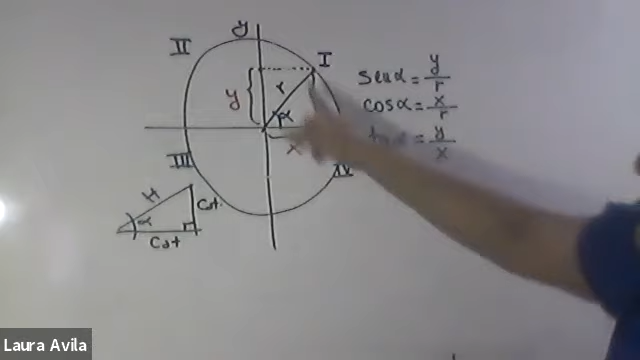 y
II
I
r
y
α
x
III
IV
sen α = y/r
cos α = x/r
α = y/x
H
α
Cat.
Cat
Laura Avila